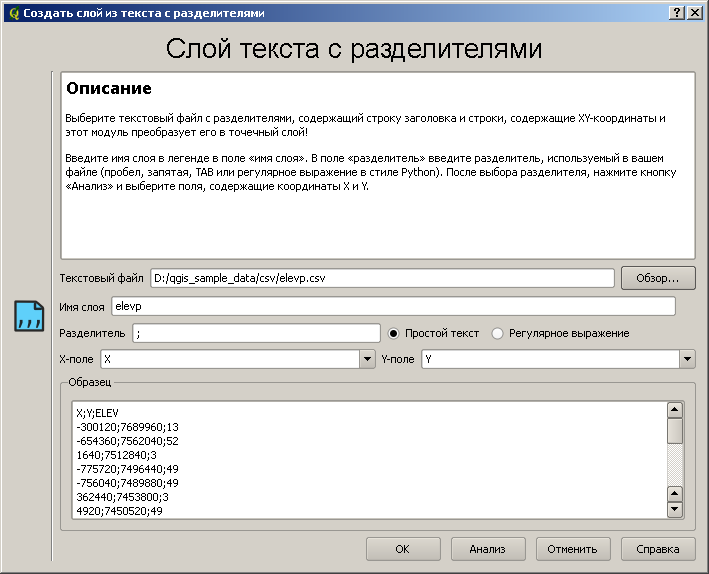 Создать слой из текста с разделителями
Слой текста с разделителями
Описание
Выберите текстовый файл с разделителями, содержащий строку заголовка и строки, содержащие XY-координаты и
этот модуль преобразует его в точечный слой!
Введите имя слоя в легенде в поле «имя слоя». В поле «разделитель» введите разделитель, используемый в вашем
файле (пробел, запятая, TAB или регулярное выражение в стиле Python). После выбора разделителя, нажмите кнопку
«Анализ» и выберите поля, содержащие координаты X и Y.
Текстовый файл D:/qgis_sample_data/csv/elevp.csv Обзор...
Имя слоя elevp
Разделитель ; Простой текст Регулярное выражение
X-поле X Y-поле Y
Образец
X;Y;ELEV
-300120;7689960;13
-654360;7562040;52
1640;7512840;3
-775720;7496440;49
-756040;7489880;49
362440;7453800;3
4920;7450520;49
OK Анализ Отменить Справка